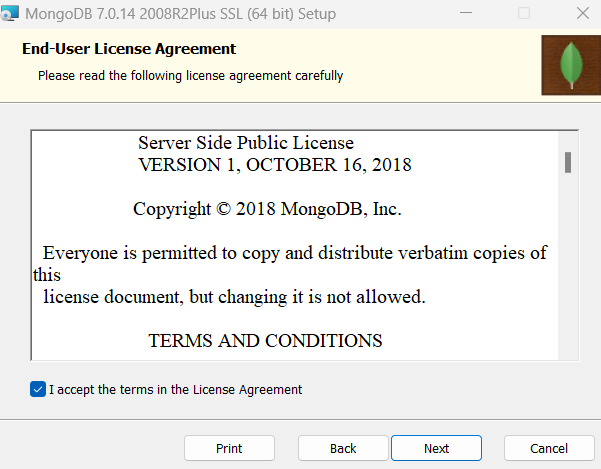 MongoDB 7.0.14 2008R2Plus SSL (64 bit) Setup
End-User License Agreement
Please read the following license agreement carefully
Server Side Public License
VERSION 1, OCTOBER 16, 2018
Copyright © 2018 MongoDB, Inc.
Everyone is permitted to copy and distribute verbatim copies of
this
license document, but changing it is not allowed.
TERMS AND CONDITIONS
I accept the terms in the License Agreement
Print
Back
Next
Cancel